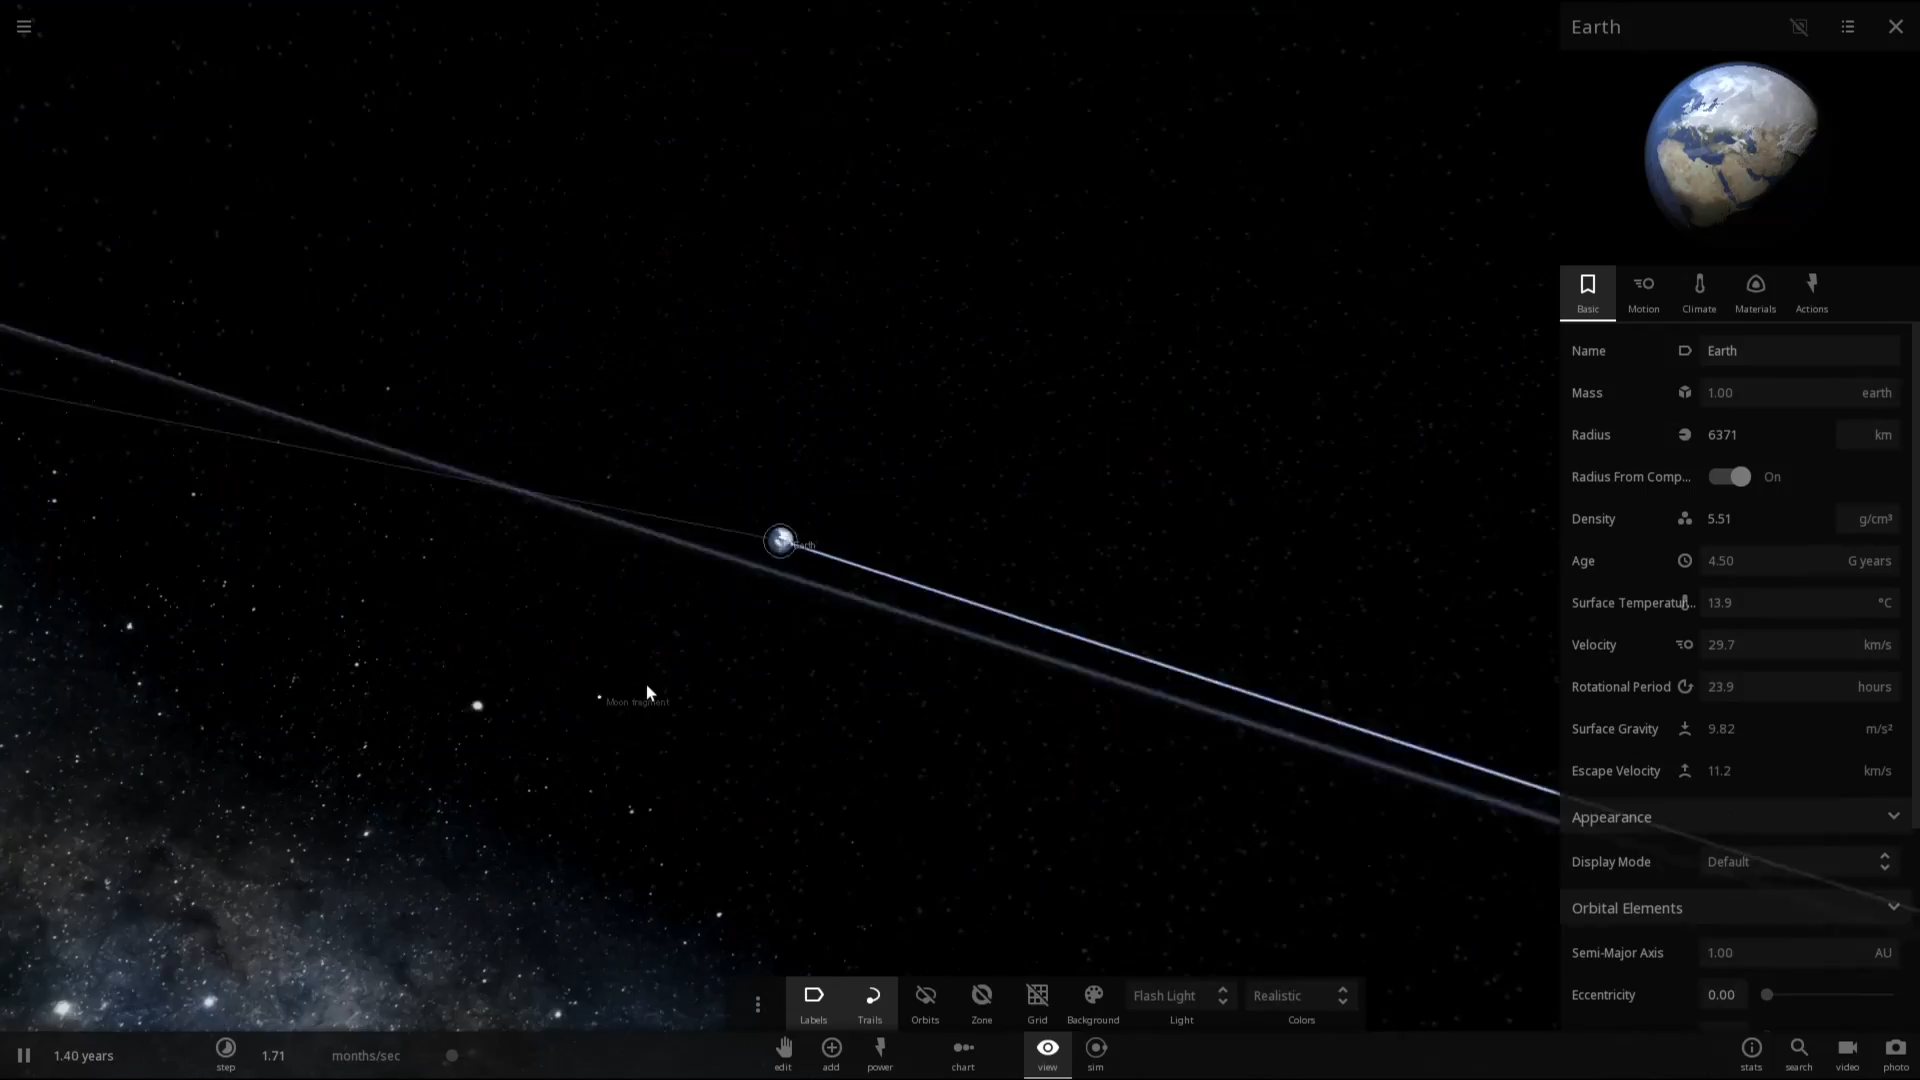 Earth
Basic
Motion
Climate
Materials
Actions
Name Earth
Mass 1.00 earth
Radius 6371 km
Radius From Comp... On
Density 5.51 g/cm³
Age 4.50 G years
Surface Temperatur... 13.9 °C
Velocity 29.7 km/s
Rotational Period 23.9 hours
Surface Gravity 9.82 m/s²
Escape Velocity 11.2 km/s
Appearance
Display Mode Default
Orbital Elements
Semi-Major Axis 1.00 AU
Eccentricity 0.00
Earth
Moon fragment
Labels
Trails
Orbits
Zone
Grid
Background
Flash Light
Light
Realistic
Colors
1.40 years
step
1.71 months/sec
edit
add
power
chart
view
sim
stats
search
video
photo